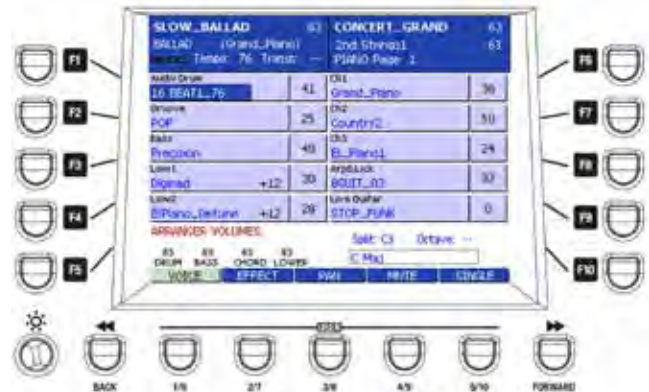 SLOW_BALLAD 63 CONCERT_GRAND 63
BALLAD (Grand_Piano) 2nd String1 63
Tempo: 76 Transp: -- PIANO Page: 1
Audio Drum
16 BEAT1_76 41
Ch1
Grand_Piano 36
Groove
POP 25
Ch2
Country2 50
Bass
Precision 40
Ch3
El_Piano1 24
Low1
Diginad +12 30
Arp&Lick
32
Low2
ElPiano_Detune +12 28
Live Guitar
STOP_FUNK 0
ARRANGER VOLUMES
Split: C3 Octave: --
63 63 63 63
DRUM BASS CHORD LOWER
C Maj
VOICE EFFECT PAN MUTE SINGLE
F1
F2
F3
F4
F5
F6
F7
F8
F9
F10
BACK 1/6 2/7 3/8 4/9 5/10 FORWARD